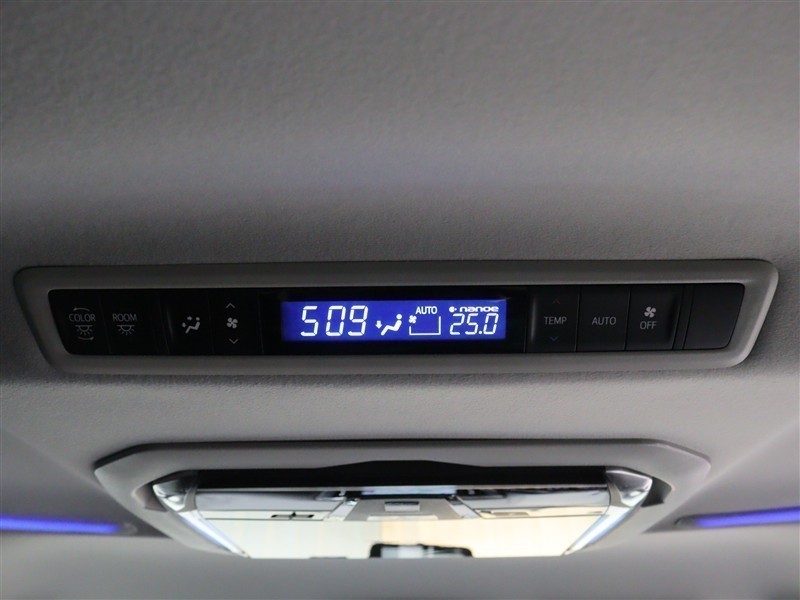 COLOR
ROOM
509
AUTO
nanoe
25.0
TEMP
AUTO
OFF